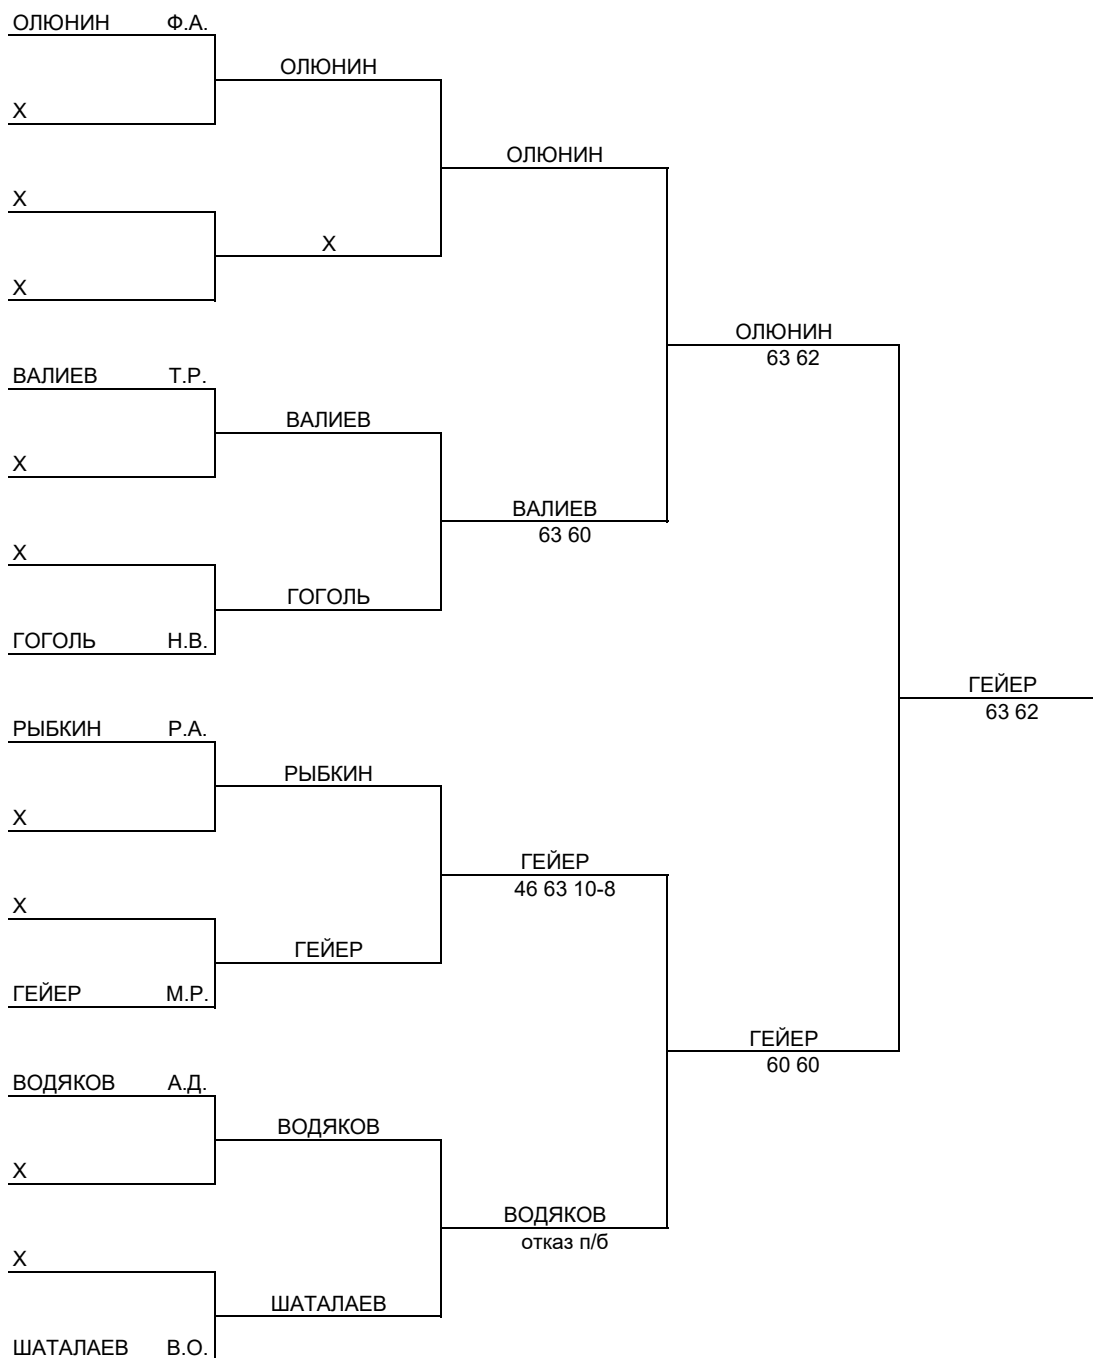 ОЛЮНИН Ф.А.
ОЛЮНИН
Х
ОЛЮНИН
Х
Х
Х
ОЛЮНИН
63 62
ВАЛИЕВ Т.Р.
ВАЛИЕВ
Х
ВАЛИЕВ
63 60
Х
ГОГОЛЬ
ГОГОЛЬ Н.В.
ГЕЙЕР
63 62
РЫБКИН Р.А.
РЫБКИН
Х
ГЕЙЕР
46 63 10-8
Х
ГЕЙЕР
ГЕЙЕР М.Р.
ГЕЙЕР
60 60
ВОДЯКОВ А.Д.
ВОДЯКОВ
Х
ВОДЯКОВ
отказ п/б
Х
ШАТАЛАЕВ
ШАТАЛАЕВ В.О.